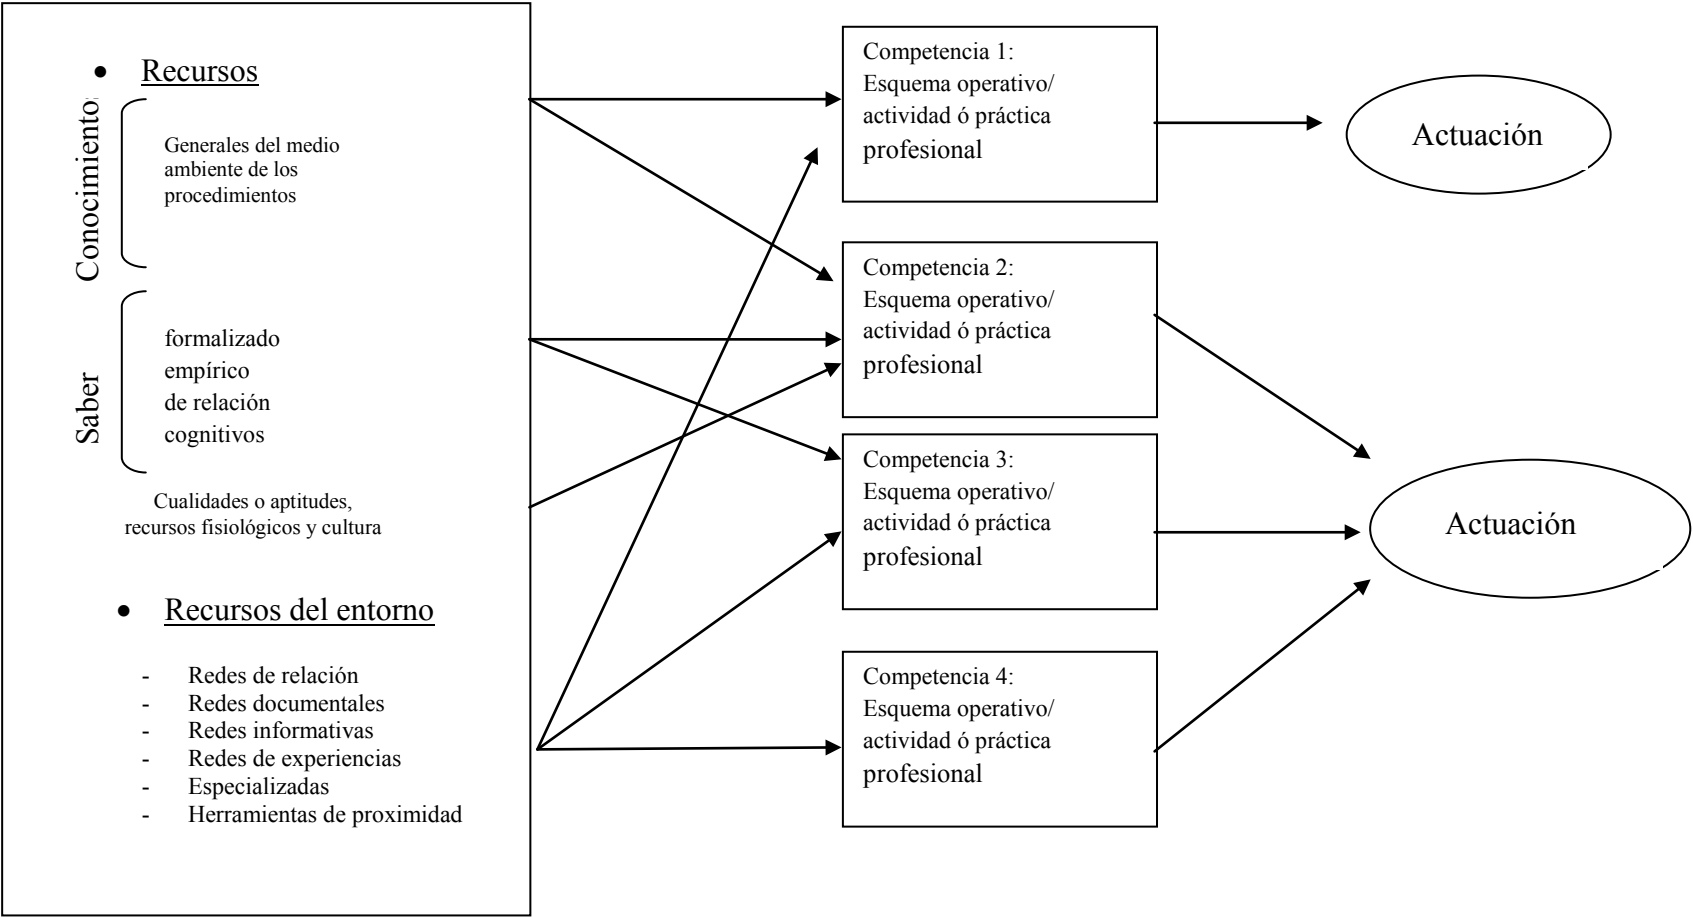 • Recursos
Conocimiento
Generales del medio
ambiente de los
procedimientos
Saber
formalizado
empírico
de relación
cognitivos
Cualidades o aptitudes,
recursos fisiológicos y cultura
• Recursos del entorno
- Redes de relación
- Redes documentales
- Redes informativas
- Redes de experiencias
- Especializadas
- Herramientas de proximidad
Competencia 1:
Esquema operativo/
actividad ó práctica
profesional
Competencia 2:
Esquema operativo/
actividad ó práctica
profesional
Competencia 3:
Esquema operativo/
actividad ó práctica
profesional
Competencia 4:
Esquema operativo/
actividad ó práctica
profesional
Actuación
Actuación